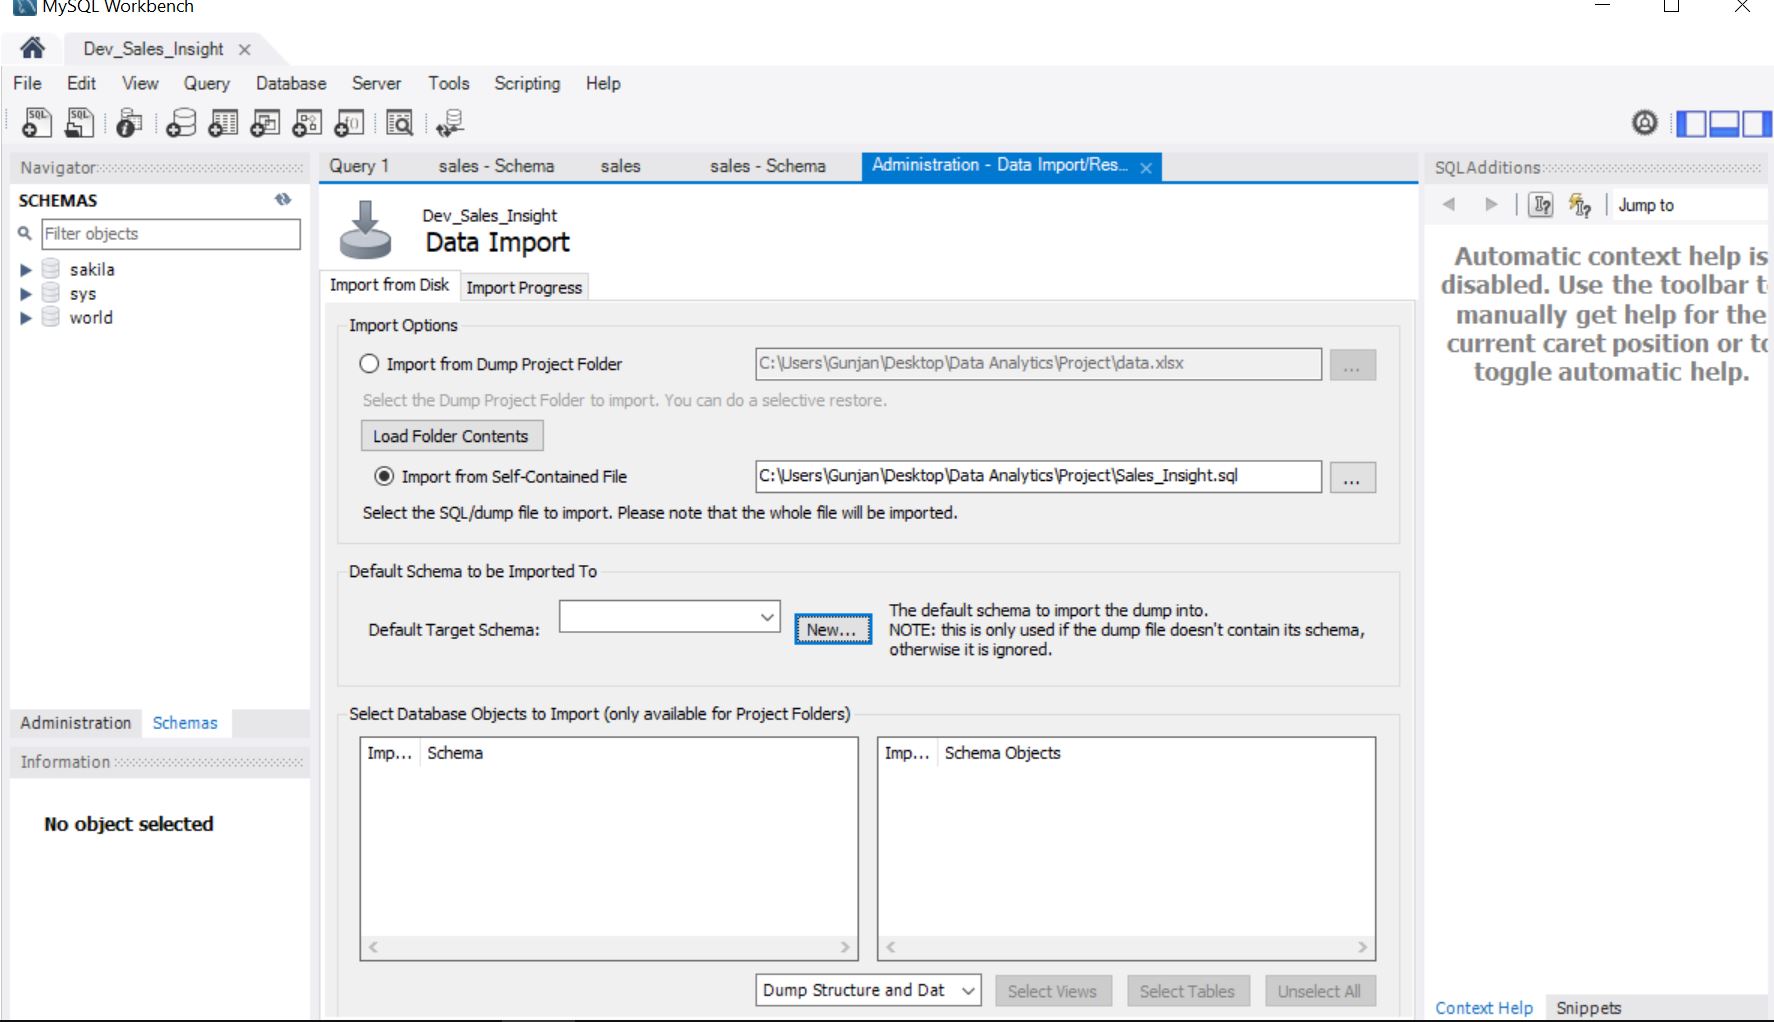 MySQL Workbench
Dev_Sales_Insight
File Edit View Query Database Server Tools Scripting Help
Navigator
SCHEMAS
Filter objects
sakila
sys
world
Administration Schemas
Information
No object selected
Query 1 sales - Schema sales sales - Schema Administration - Data Import/Res...
Dev_Sales_Insight
Data Import
Import from Disk Import Progress
Import Options
Import from Dump Project Folder C:\Users\Gunjan\Desktop\Data Analytics\Project\data.xlsx ...
Select the Dump Project Folder to import. You can do a selective restore.
Load Folder Contents
Import from Self-Contained File C:\Users\Gunjan\Desktop\Data Analytics\Project\Sales_Insight.sql ...
Select the SQL/dump file to import. Please note that the whole file will be imported.
Default Schema to be Imported To
Default Target Schema: New...
The default schema to import the dump into.
NOTE: this is only used if the dump file doesn't contain its schema,
otherwise it is ignored.
Select Database Objects to Import (only available for Project Folders)
Imp... Schema
Imp... Schema Objects
Dump Structure and Dat Select Views Select Tables Unselect All
SQLAdditions
Jump to
Automatic context help is
disabled. Use the toolbar t
manually get help for the
current caret position or to
toggle automatic help.
Context Help Snippets